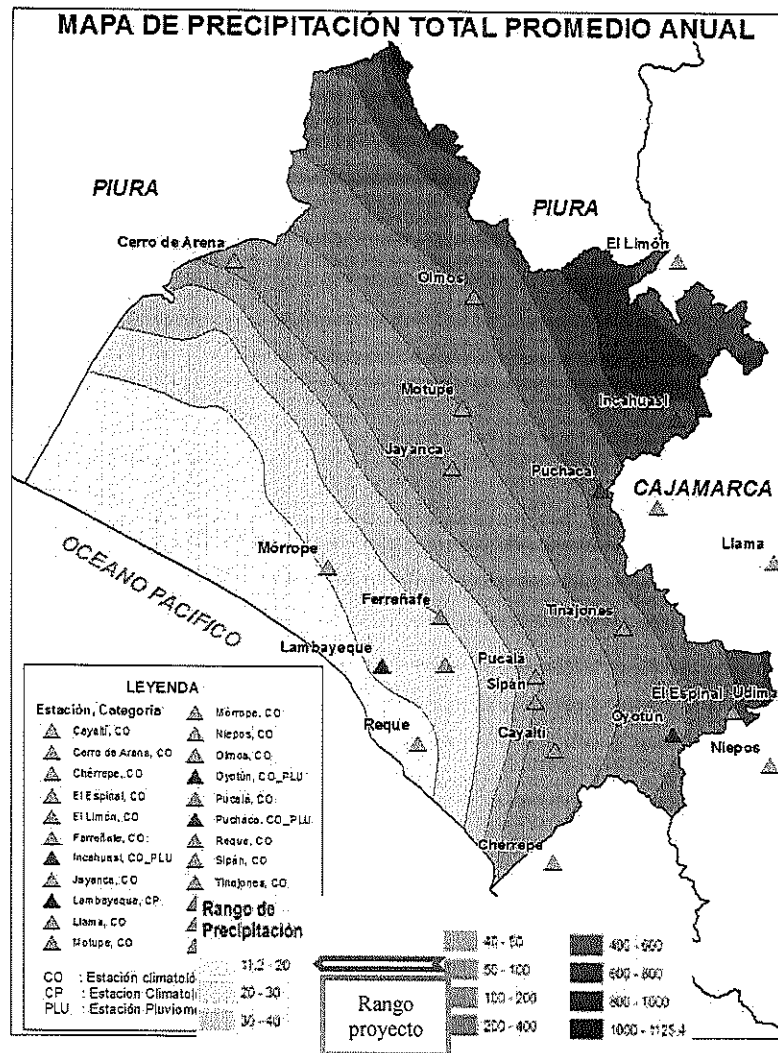 MAPA DE PRECIPITACIÓN TOTAL PROMEDIO ANUAL
PIURA
PIURA
Cerro de Arena
El Limón
Olmos
Motupe
Incahuasi
Jayanca
Puchaca
CAJAMARCA
Llama
OCEANO PACIFICO
Mórrope
Ferreñafe
Tinajones
Lambayeque
Pucalá
Sipán
El Espinal
Udima
Reque
Cayaltí
Oyotún
Niepos
Cherrepe
LEYENDA
Estación, Categoría
Cayaltí, CO
Cerro de Arena, CO
Chérrepe, CO
El Espinal, CO
El Limón, CO
Ferreñafe, CO
Incahuasi, CO_PLU
Jayanca, CO
Lambayeque, CP
Llama, CO
Motupe, CO
Mórrope, CO
Niepos, CO
Olmos, CO
Oyotún, CO_PLU
Pucalá, CO
Puchaca, CO_PLU
Reque, CO
Sipán, CO
Tinajones, CO
CO : Estación climatoló
CP : Estacion Climatol
PLU : Estación Pluviome
Rango de
Precipitación
11,2 - 20
20 - 30
30 - 40
Rango
proyecto
50 - 100
100 - 200
200 - 400
400 - 600
600 - 800
800 - 1000
1000 - 1125.4